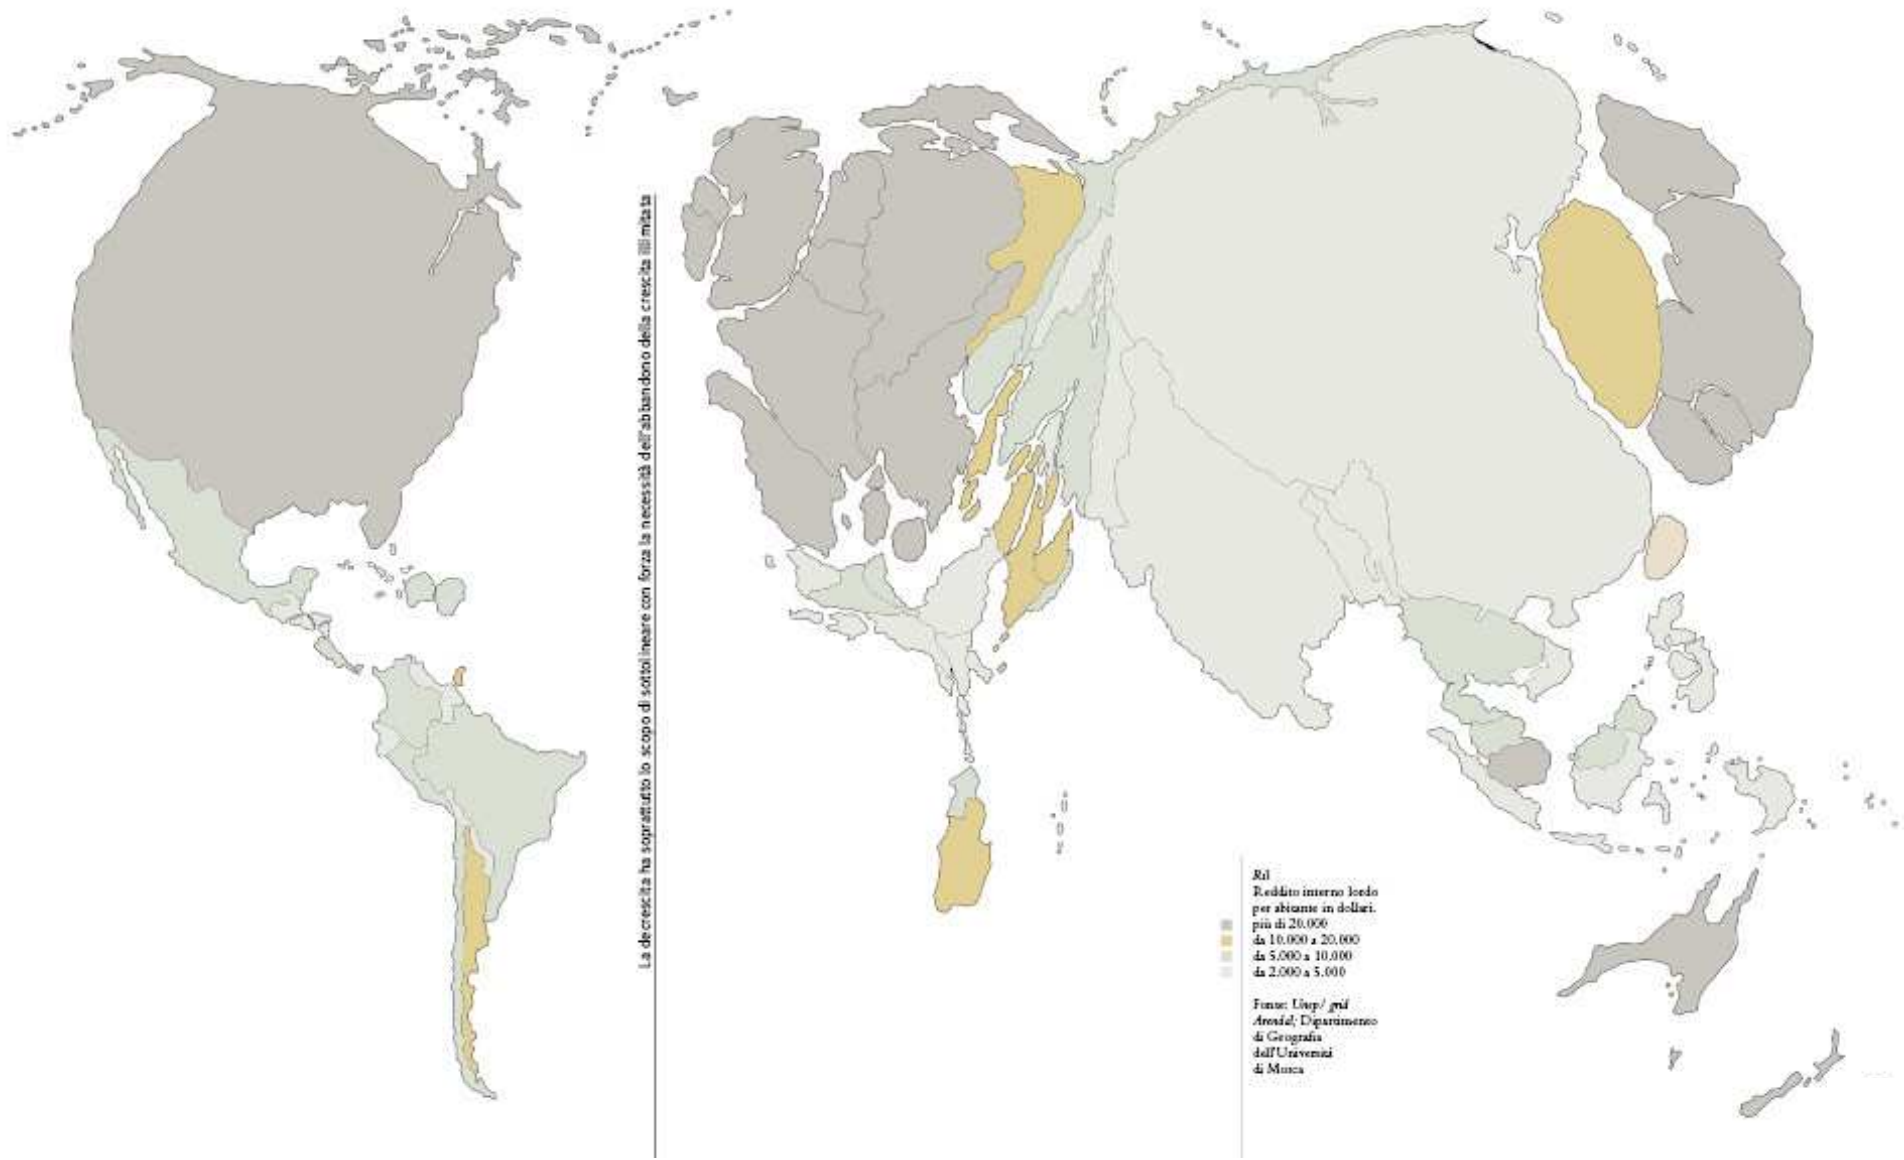 La decrescita ha soprattutto lo scopo di sottolineare con forza la necessità dell'abbandono della crescita illimitata
Ril
Reddito interno lordo
per abitante in dollari.
più di 20.000
da 10.000 a 20.000
da 5.000 a 10.000
da 2.000 a 5.000
Fonte: Unep/ grid
Arendal; Dipartimento
di Geografia
dell'Università
di Mosca